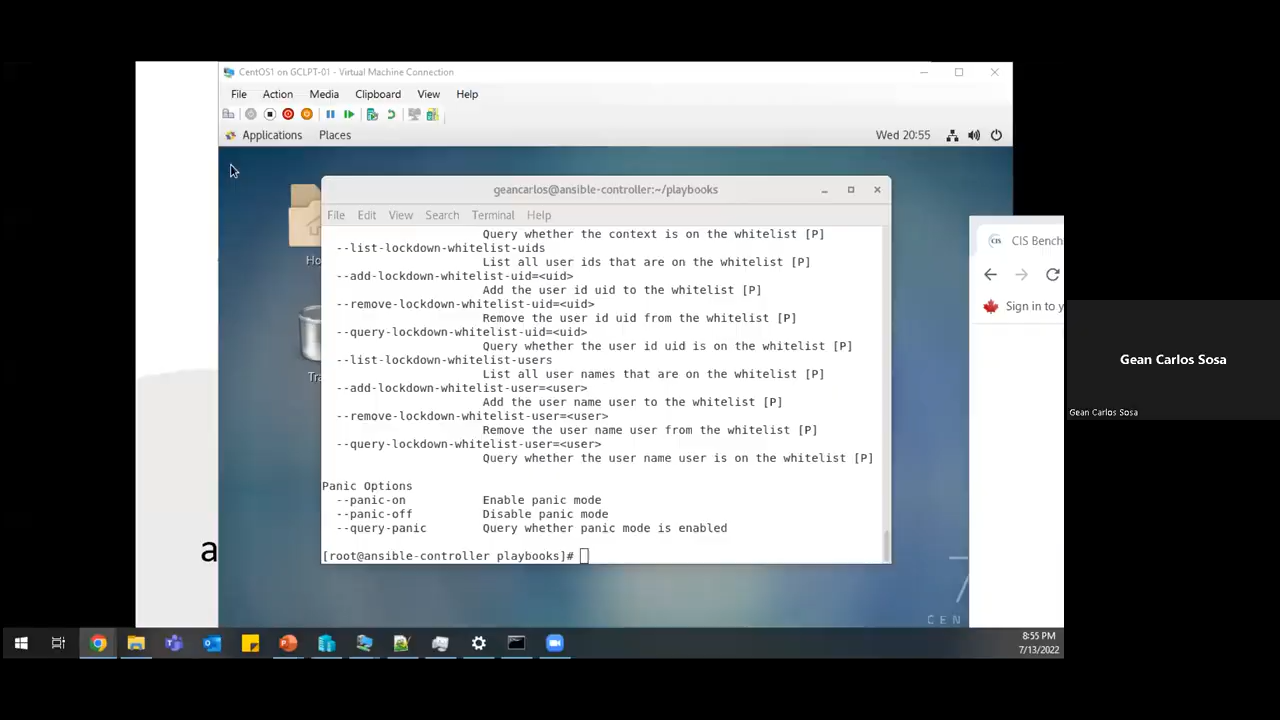 CentOS1 on GCLPT-01 - Virtual Machine Connection
File Action Media Clipboard View Help
Applications Places Wed 20:55
geancarlos@ansible-controller:~/playbooks
File Edit View Search Terminal Help
Query whether the context is on the whitelist [P]
--list-lockdown-whitelist-uids
List all user ids that are on the whitelist [P]
--add-lockdown-whitelist-uid=<uid>
Add the user id uid to the whitelist [P]
--remove-lockdown-whitelist-uid=<uid>
Remove the user id uid from the whitelist [P]
--query-lockdown-whitelist-uid=<uid>
Query whether the user id uid is on the whitelist [P]
--list-lockdown-whitelist-users
List all user names that are on the whitelist [P]
--add-lockdown-whitelist-user=<user>
Add the user name user to the whitelist [P]
--remove-lockdown-whitelist-user=<user>
Remove the user name user from the whitelist [P]
--query-lockdown-whitelist-user=<user>
Query whether the user name user is on the whitelist [P]
Panic Options
--panic-on Enable panic mode
--panic-off Disable panic mode
--query-panic Query whether panic mode is enabled
[root@ansible-controller playbooks]#
Ho
Tra
a
7
CEN
CIS Bench
Sign in to y
Gean Carlos Sosa
Gean Carlos Sosa
8:55 PM
7/13/2022